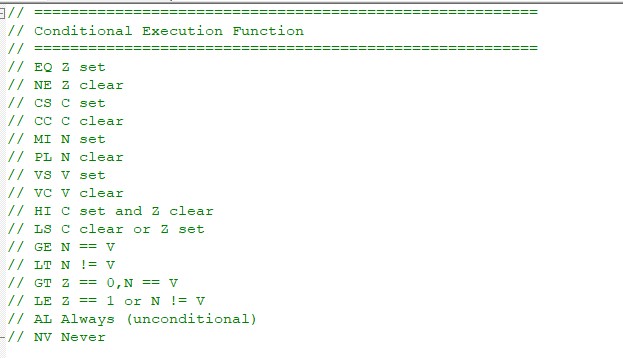 // ========================================================
// Conditional Execution Function
// ========================================================
// EQ Z set
// NE Z clear
// CS C set
// CC C clear
// MI N set
// PL N clear
// VS V set
// VC V clear
// HI C set and Z clear
// LS C clear or Z set
// GE N == V
// LT N != V
// GT Z == 0,N == V
// LE Z == 1 or N != V
// AL Always (unconditional)
// NV Never